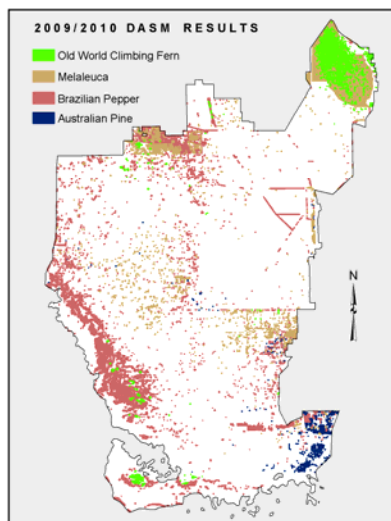 2009/2010 DASM RESULTS
Old World Climbing Fern
Melaleuca
Brazilian Pepper
Australian Pine
N